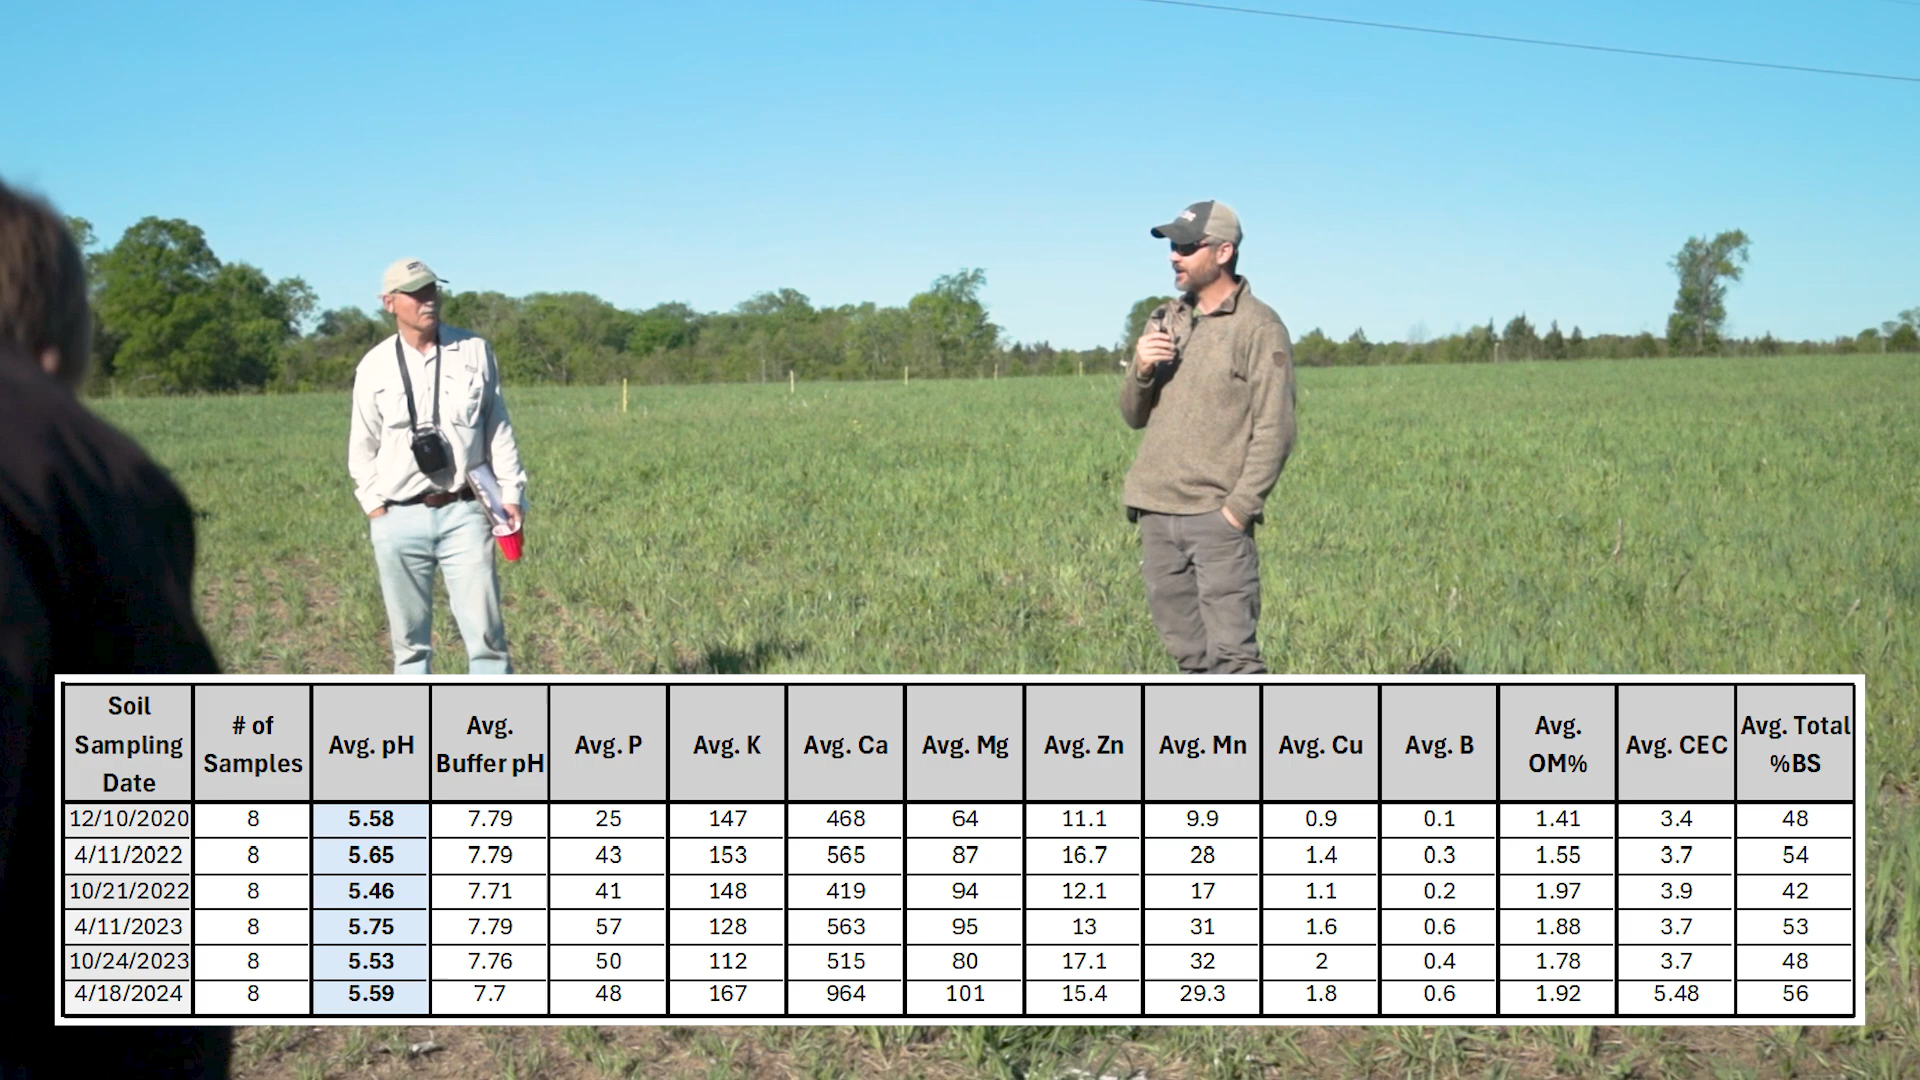 Soil Sampling Date # of Samples Avg. pH Avg. Buffer pH Avg. P Avg. K Avg. Ca Avg. Mg Avg. Zn Avg. Mn Avg. Cu Avg. B Avg. OM% Avg. CEC Avg. Total %BS
12/10/2020 8 5.58 7.79 25 147 468 64 11.1 9.9 0.9 0.1 1.41 3.4 48
4/11/2022 8 5.65 7.79 43 153 565 87 16.7 28 1.4 0.3 1.55 3.7 54
10/21/2022 8 5.46 7.71 41 148 419 94 12.1 17 1.1 0.2 1.97 3.9 42
4/11/2023 8 5.75 7.79 57 128 563 95 13 31 1.6 0.6 1.88 3.7 53
10/24/2023 8 5.53 7.76 50 112 515 80 17.1 32 2 0.4 1.78 3.7 48
4/18/2024 8 5.59 7.7 48 167 964 101 15.4 29.3 1.8 0.6 1.92 5.48 56